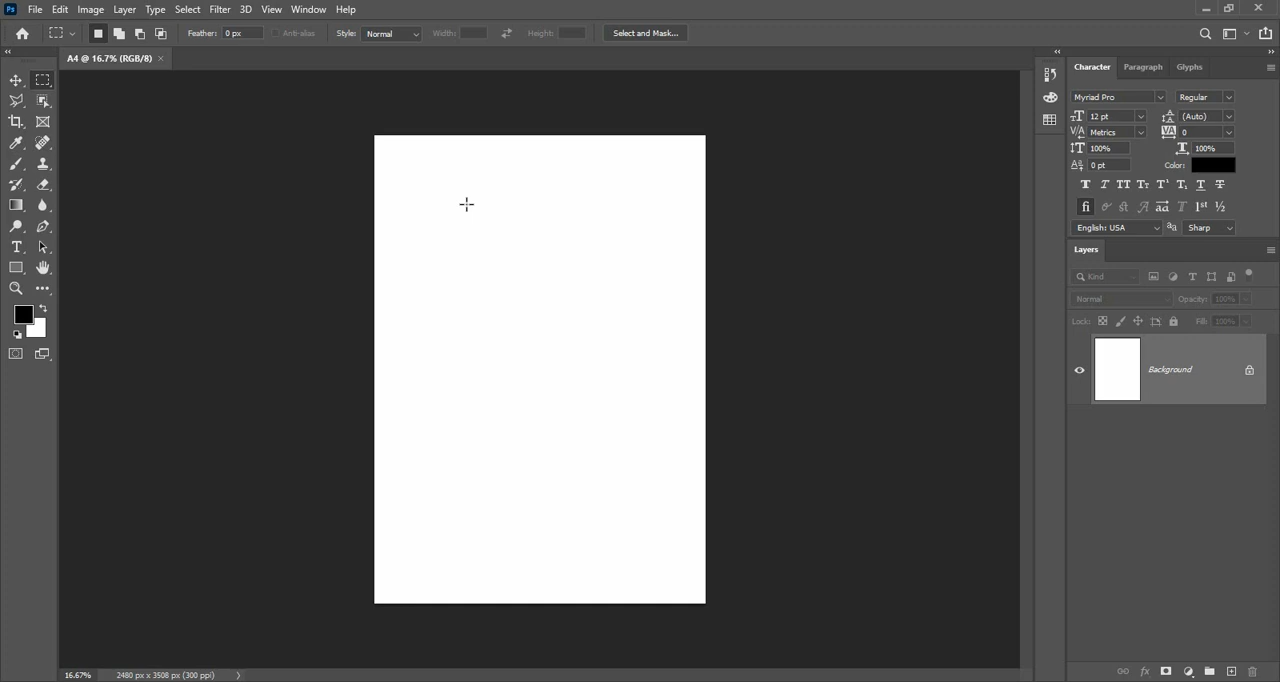 Ps File Edit Image Layer Type Select Filter 3D View Window Help
Feather: 0 px Anti-alias Style: Normal Width: Height: Select and Mask...
A4 @ 16.7% (RGB/8) ×
Character Paragraph Glyphs
Myriad Pro Regular
12 pt (Auto)
Metrics 0
100% 100%
0 pt Color:
English: USA Sharp
Layers
Kind
Normal Opacity: 100%
Lock: Fill: 100%
Background
fx
16.67% 2480 px x 3508 px (300 ppi)